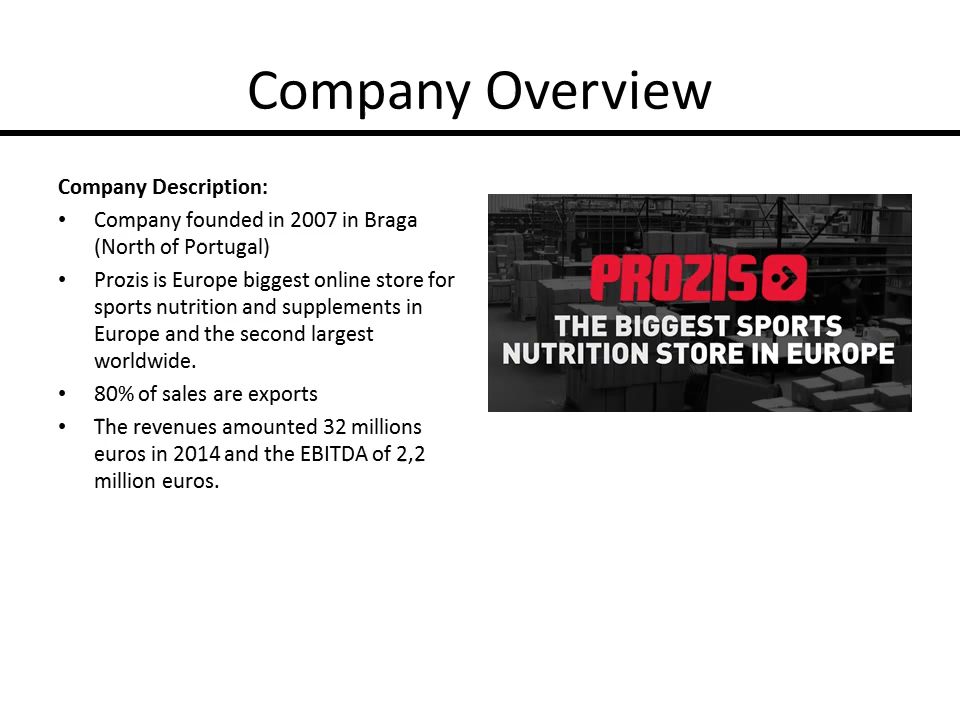 Company Overview
Company Description:
• Company founded in 2007 in Braga
(North of Portugal)
• Prozis is Europe biggest online store for
sports nutrition and supplements in
Europe and the second largest
worldwide.
• 80% of sales are exports
• The revenues amounted 32 millions
euros in 2014 and the EBITDA of 2,2
million euros.
PROZIS
THE BIGGEST SPORTS
NUTRITION STORE IN EUROPE